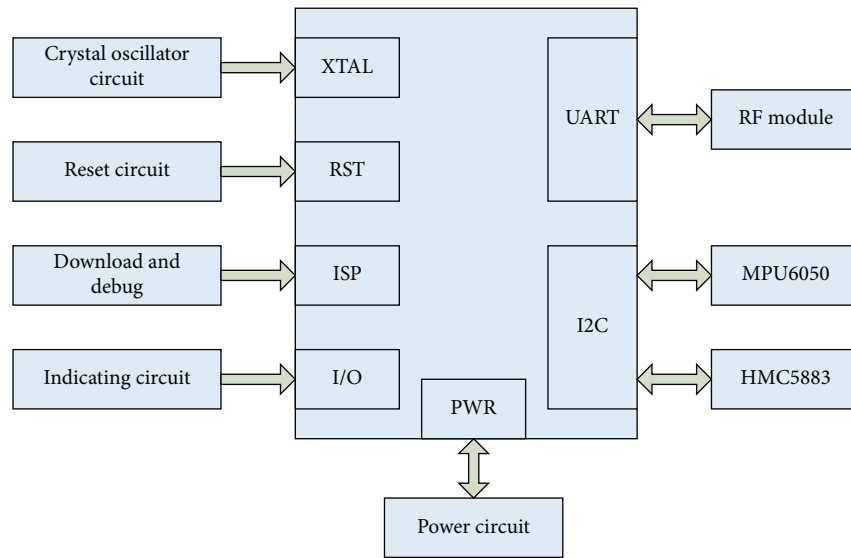 Crystal oscillator
circuit
XTAL
UART
RF module
Reset circuit
RST
Download and
debug
ISP
I2C
MPU6050
Indicating circuit
I/O
HMC5883
PWR
Power circuit